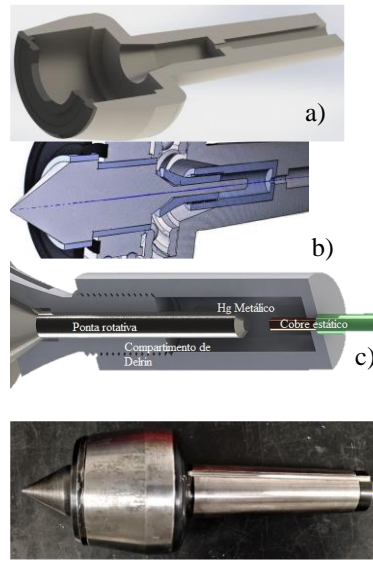 a)
b)
Hg Metálico
Ponta rotativa
Cobre estático
Compartimento de
Delrin
c)